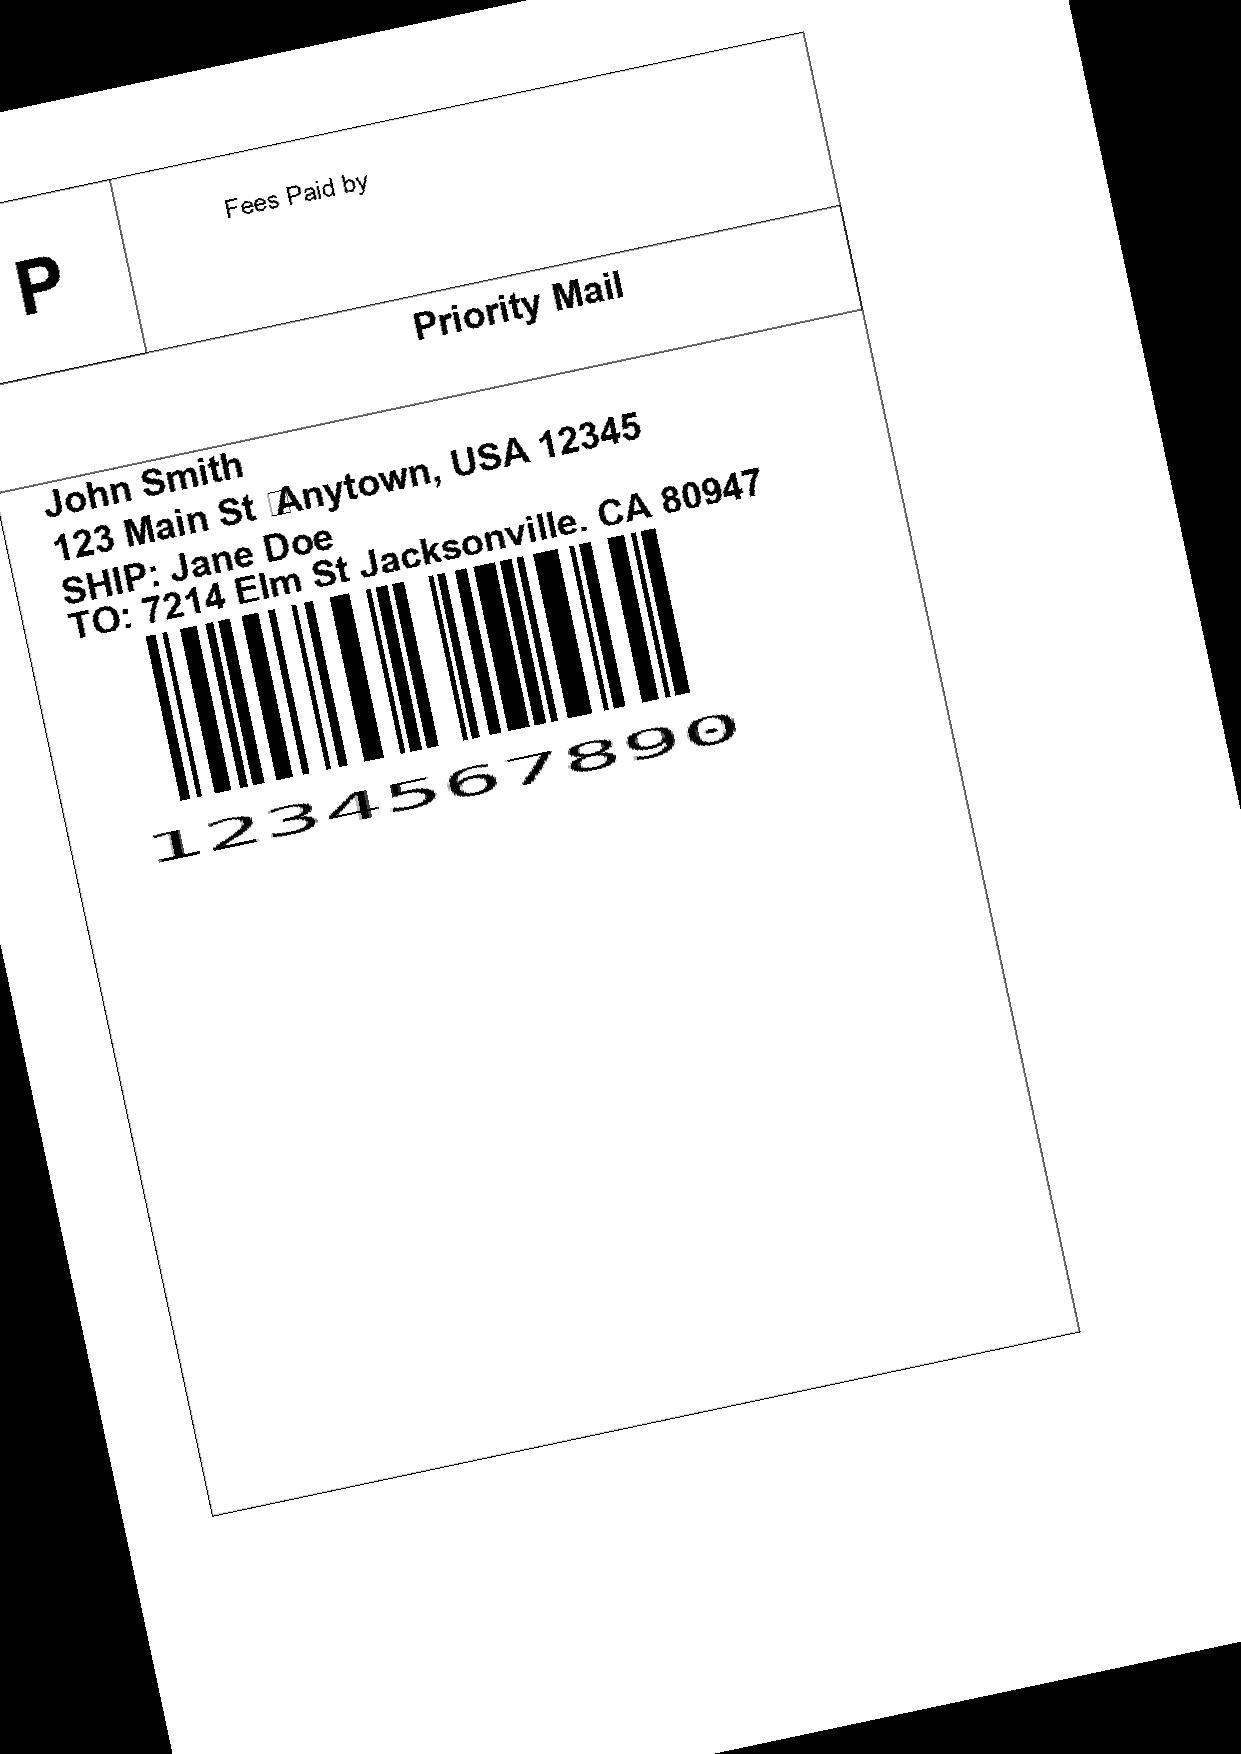 Fees Paid by
P
Priority Mail
John Smith
123 Main St Anytown, USA 12345
SHIP: Jane Doe
TO: 7214 Elm St Jacksonville. CA 80947
1234567890